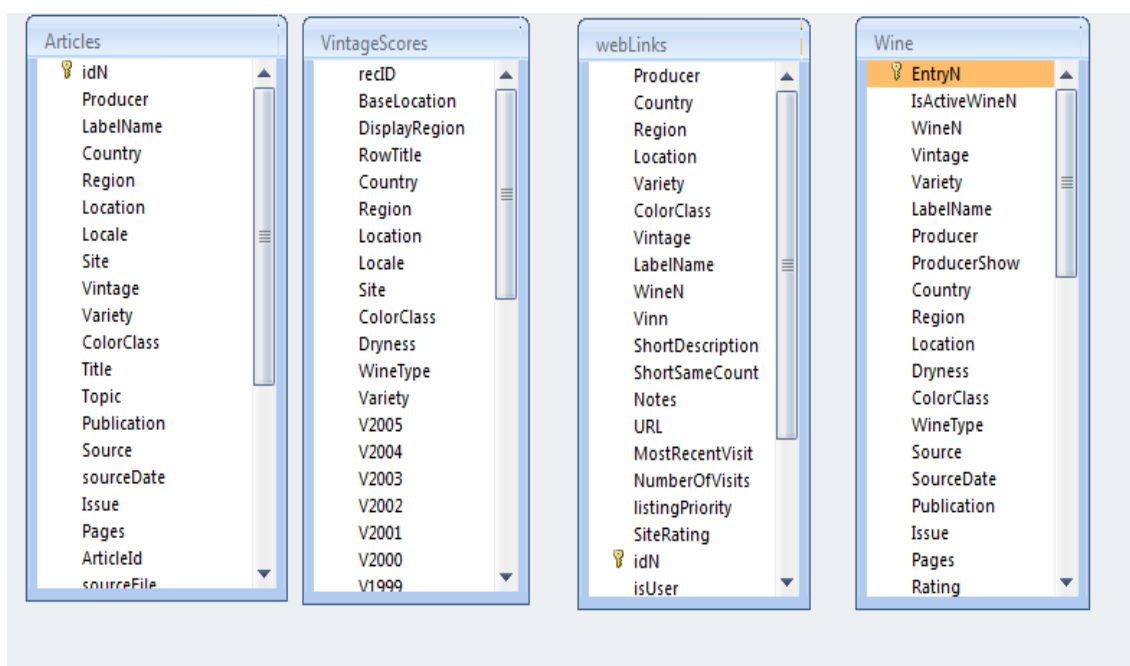 Articles
idN
Producer
LabelName
Country
Region
Location
Locale
Site
Vintage
Variety
ColorClass
Title
Topic
Publication
Source
sourceDate
Issue
Pages
ArticleId
sourceFile
VintageScores
recID
BaseLocation
DisplayRegion
RowTitle
Country
Region
Location
Locale
Site
ColorClass
Dryness
WineType
Variety
V2005
V2004
V2003
V2002
V2001
V2000
V1999
webLinks
Producer
Country
Region
Location
Variety
ColorClass
Vintage
LabelName
WineN
Vinn
ShortDescription
ShortSameCount
Notes
URL
MostRecentVisit
NumberOfVisits
listingPriority
SiteRating
idN
isUser
Wine
EntryN
IsActiveWineN
WineN
Vintage
Variety
LabelName
Producer
ProducerShow
Country
Region
Location
Dryness
ColorClass
WineType
Source
SourceDate
Publication
Issue
Pages
Rating